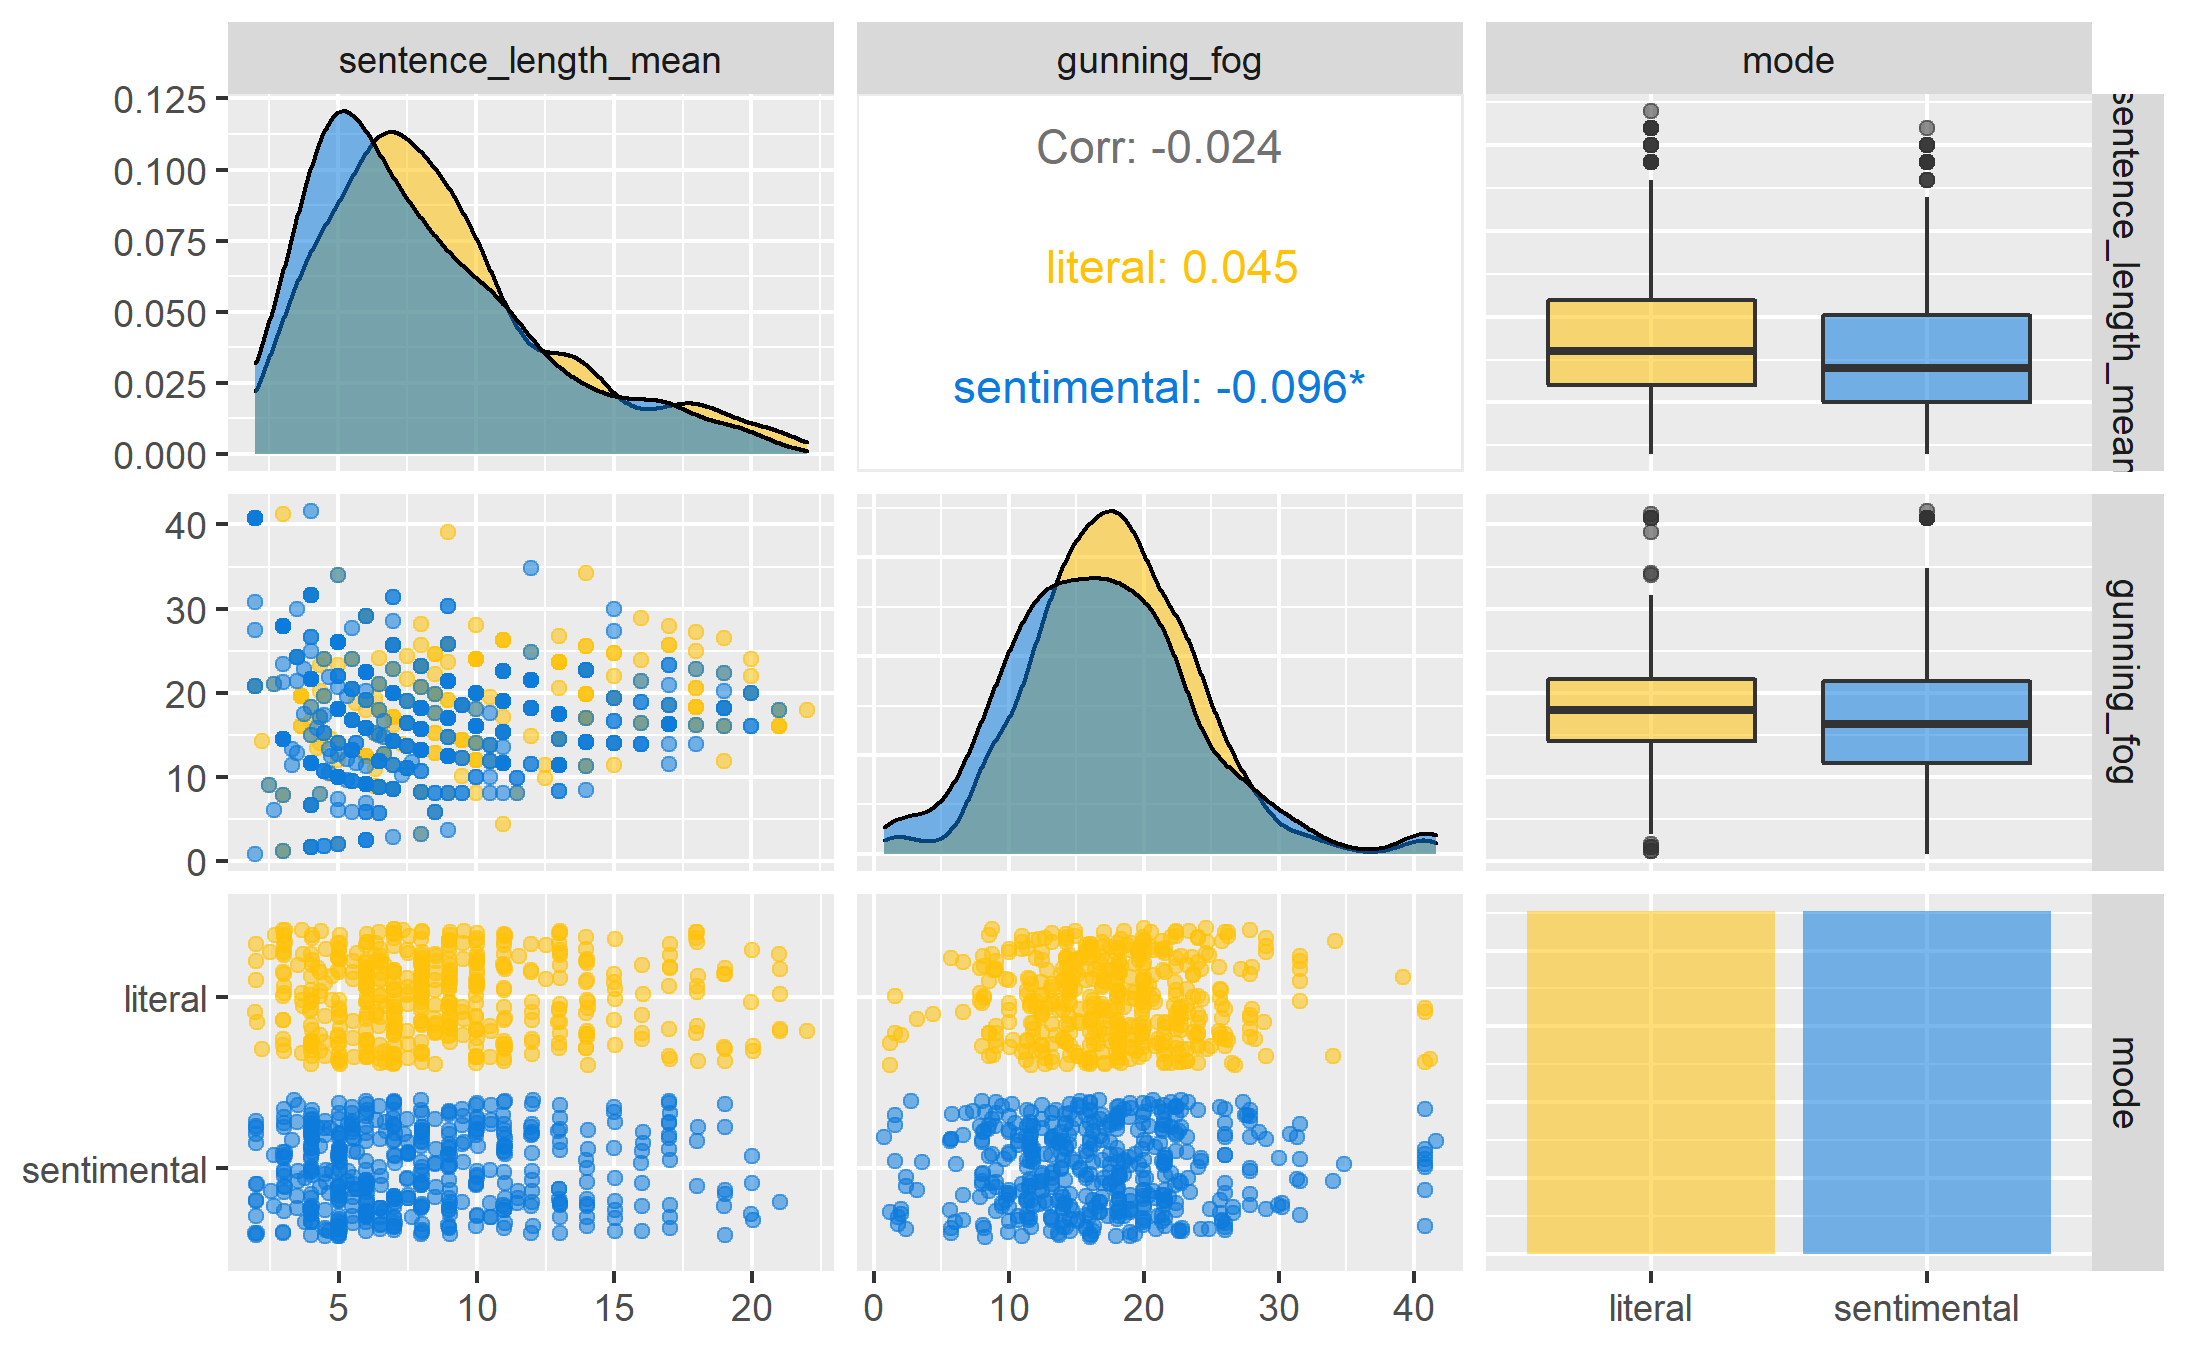 sentence_length_mean
gunning_fog
mode
0.125
0.100
0.075
0.050
0.025
0.000
Corr: -0.024
literal: 0.045
sentimental: -0.096*
sentence_length_mean
40
30
20
10
0
gunning_fog
literal
sentimental
mode
5
10
15
20
0
10
20
30
40
literal
sentimental